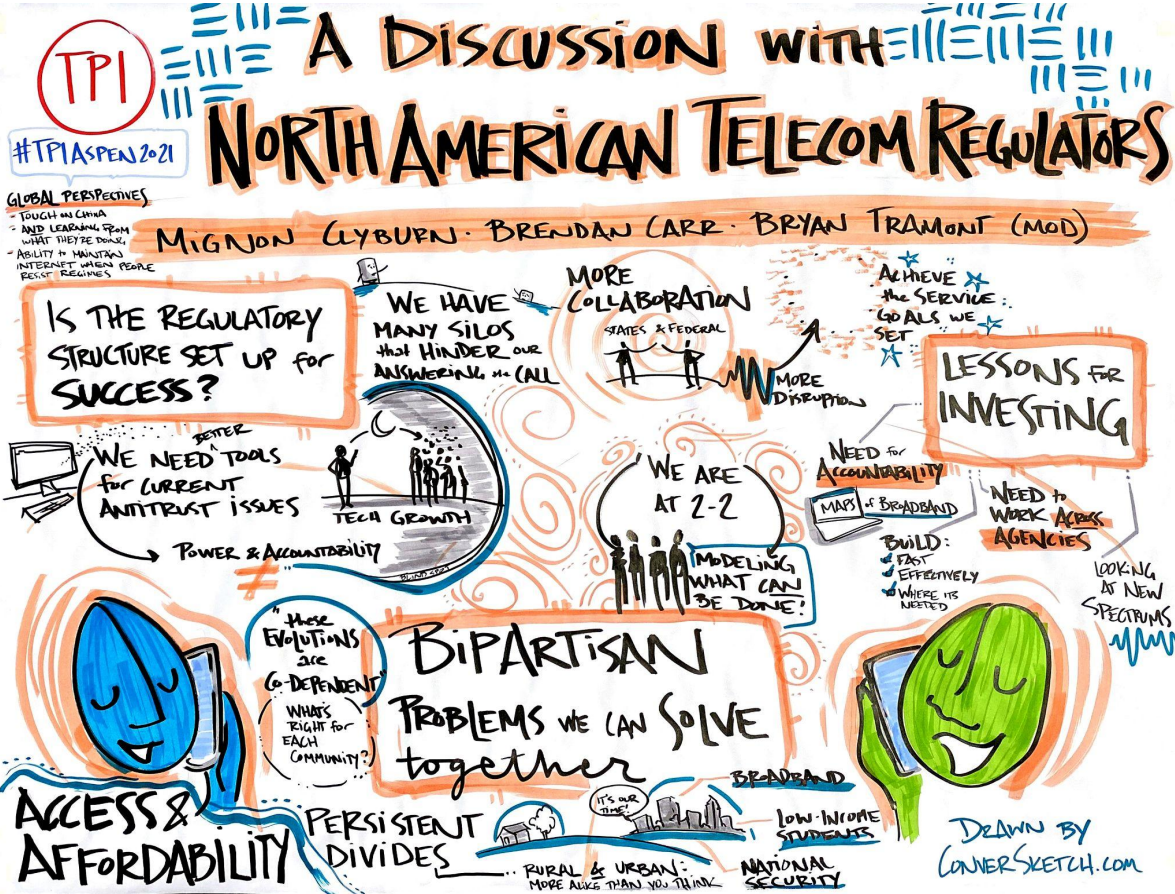 TPI
#TPIASPEN2021
A DISCUSSION WITH
NORTH AMERICAN TELECOM REGULATORS
MIGNON CLYBURN · BRENDAN CARR · BRYAN TRAMONT (MOD)
GLOBAL PERSPECTIVES
- TOUGH ON CHINA
- AND LEARNING FROM
WHAT THEY'RE DOING
- ABILITY to MAINTAIN
INTERNET WHEN PEOPLE
RESIST REGIMES
IS THE REGULATORY
STRUCTURE SET UP for
SUCCESS?
WE HAVE
MANY SILOS
that HINDER our
ANSWERING the CALL
MORE
COLLABORATION
STATES & FEDERAL
MORE
DISRUPTION
ACHIEVE
the SERVICE
GOALS WE
SET
LESSONS FOR
INVESTING
BETTER
WE NEED ^ TOOLS
for CURRENT
ANTITRUST ISSUES
POWER & ACCOUNTABILITY
TECH GROWTH
BLIND SPOT
WE ARE
AT 2-2
MODELING
WHAT CAN
BE DONE!
NEED for
ACCOUNTABILITY
MAPS of BROADBAND
BUILD:
FAST
EFFECTIVELY
WHERE IT'S
NEEDED
NEED to
WORK ACROSS
AGENCIES
LOOKING
AT NEW
SPECTRUMS
"these
EVOLUTIONS
are
CO-DEPENDENT"
WHAT'S
RIGHT for
EACH
COMMUNITY?
BIPARTISAN
PROBLEMS WE CAN SOLVE
together
ACCESS &
AFFORDABILITY
PERSISTENT
DIVIDES
IT'S OUR
TIME!
RURAL & URBAN:
MORE ALIKE THAN YOU THINK
BROADBAND
LOW-INCOME
STUDENTS
NATIONAL
SECURITY
DRAWN BY
CONVERSKETCH.COM